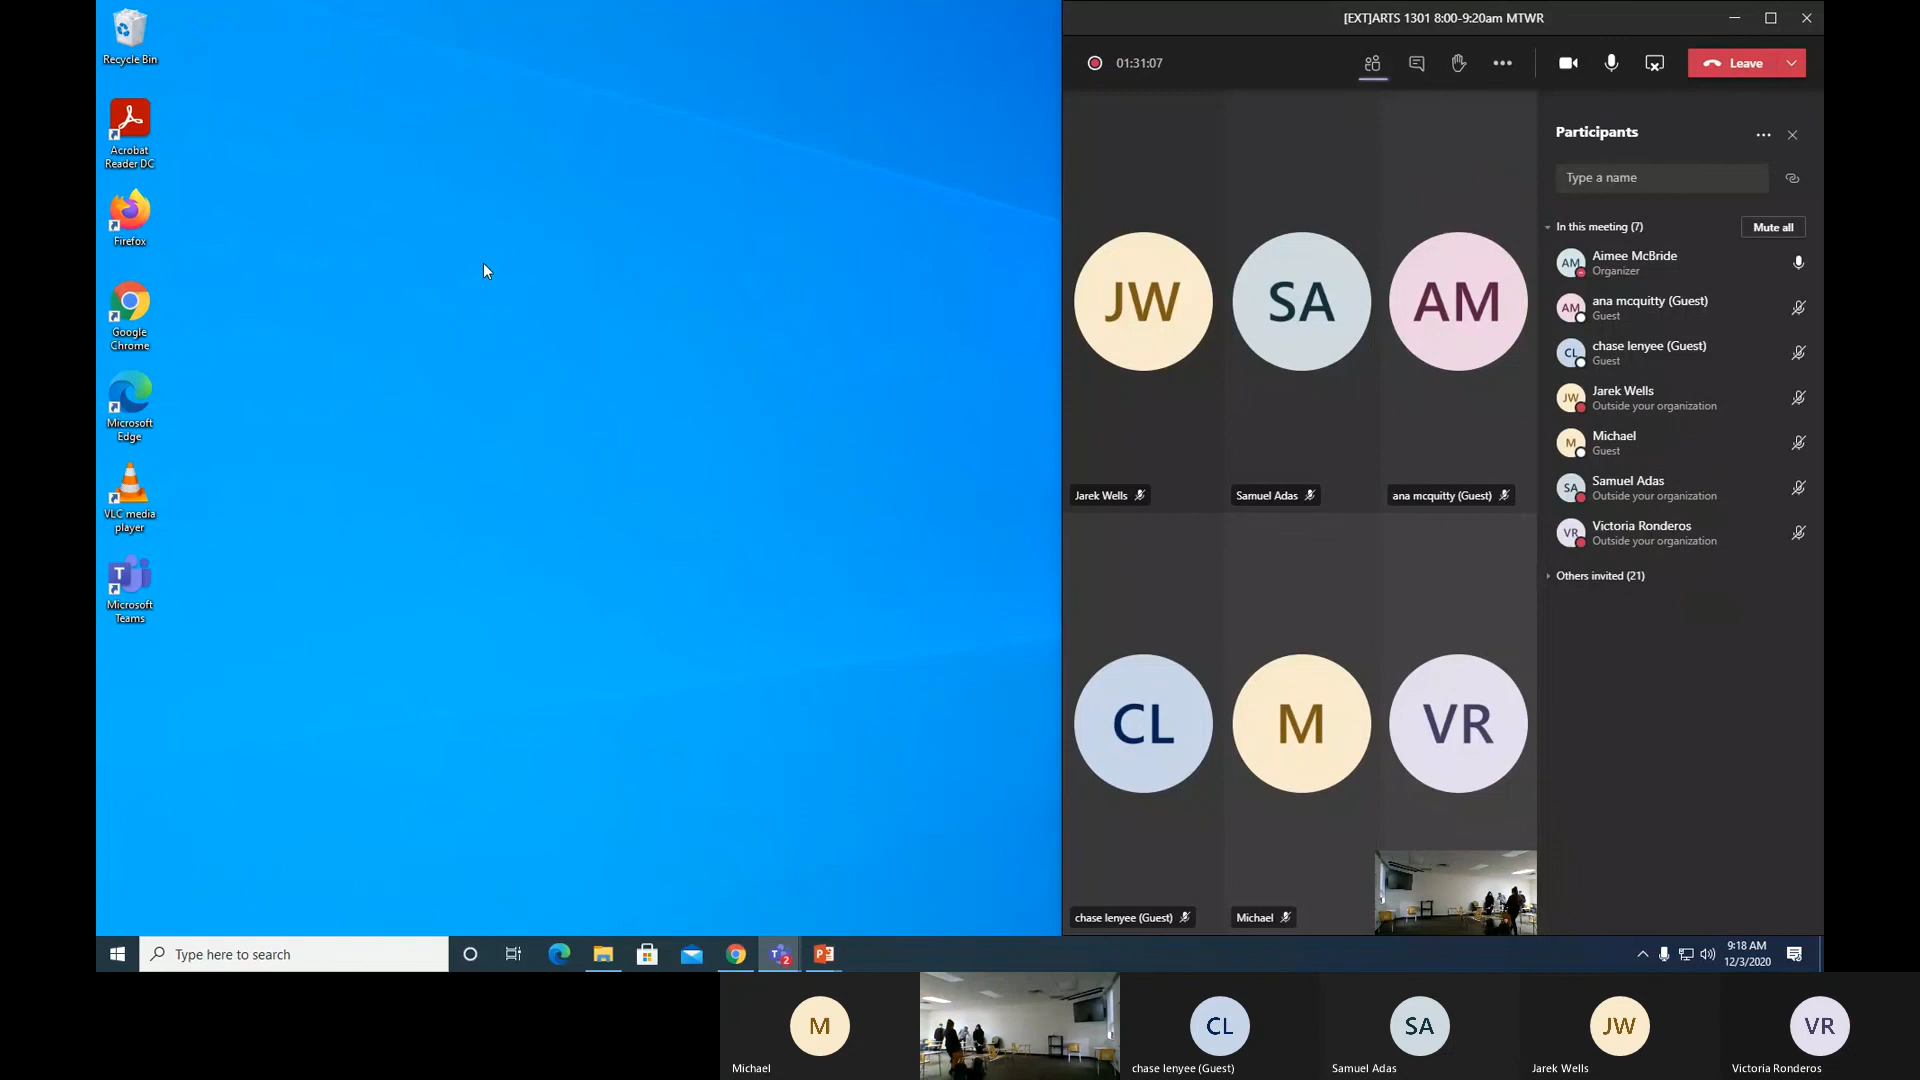 Recycle Bin
Acrobat
Reader DC
Firefox
Google
Chrome
Microsoft
Edge
VLC media
player
T
Microsoft
Teams
[EXT]ARTS 1301 8:00-9:20am MTWR
01:31:07
Leave
JW
SA
AM
Jarek Wells
Samuel Adas
ana mcquitty (Guest)
CL
M
VR
chase lenyee (Guest)
Michael
Participants
Type a name
In this meeting (7)
Mute all
AM
Aimee McBride
Organizer
AM
ana mcquitty (Guest)
Guest
CL
chase lenyee (Guest)
Guest
JW
Jarek Wells
Outside your organization
M
Michael
Guest
SA
Samuel Adas
Outside your organization
VR
Victoria Ronderos
Outside your organization
Others invited (21)
Type here to search
2
9:18 AM
12/3/2020
M
CL
SA
JW
VR
Michael
chase lenyee (Guest)
Samuel Adas
Jarek Wells
Victoria Ronderos